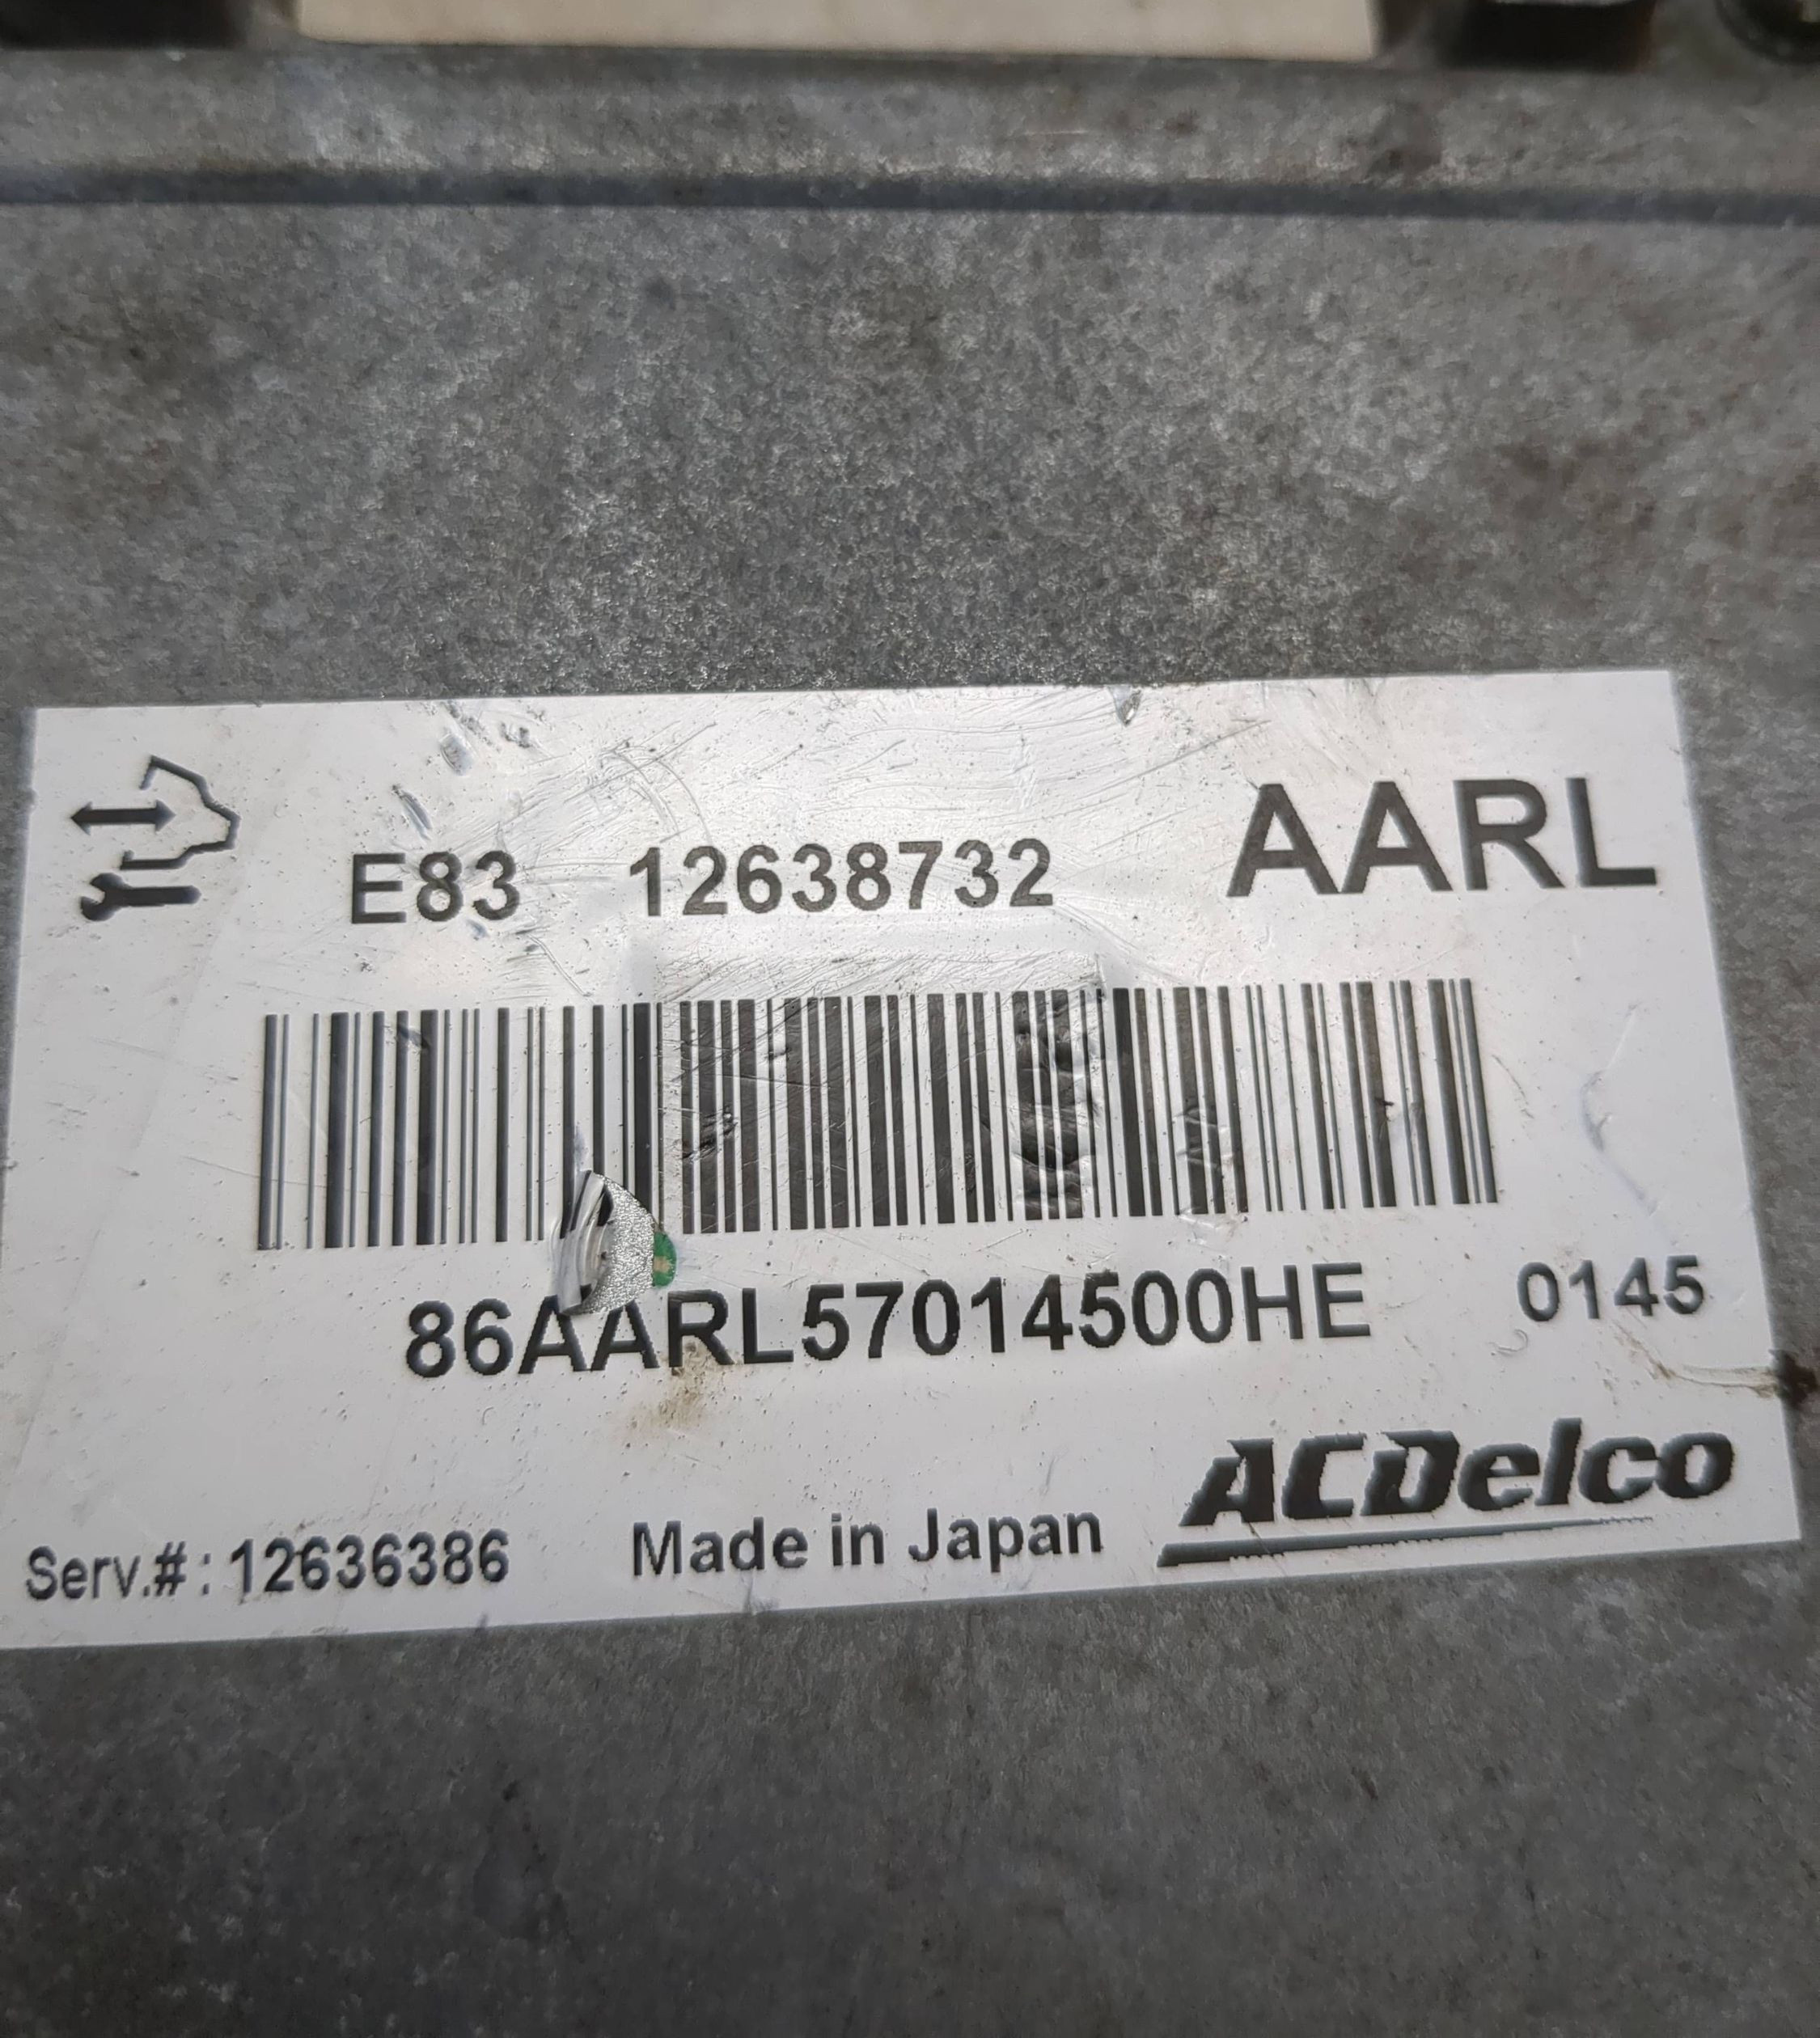 E83 12638732 AARL
86AARL57014500HE 0145
Serv.#: 12636386 Made in Japan ACDelco